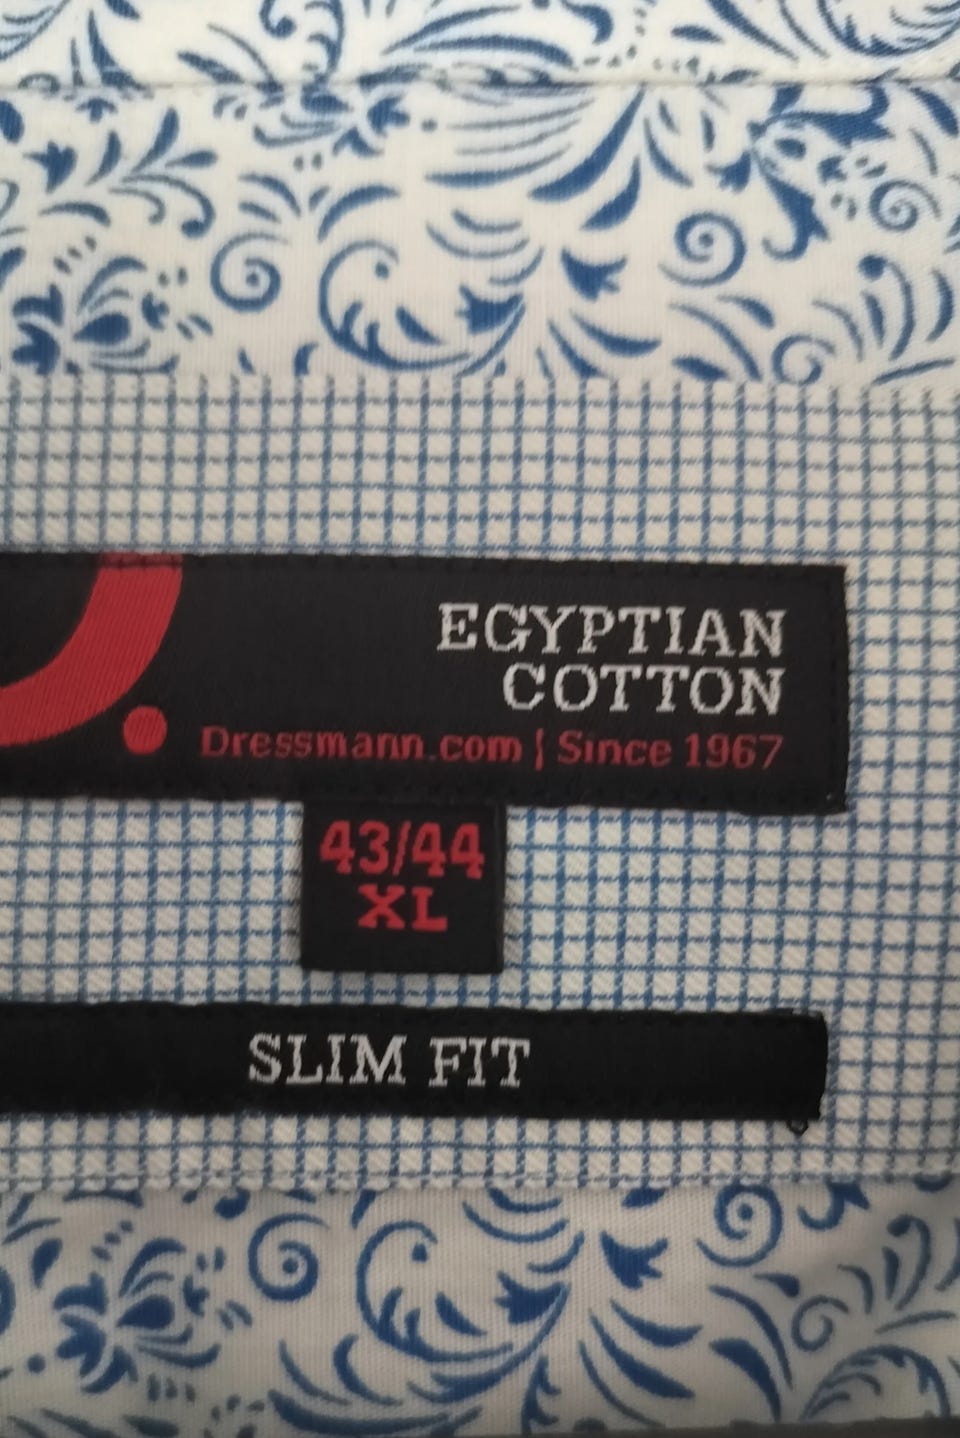 EGYPTIAN
COTTON
Dressmann.com | Since 1967
43/44
XL
SLIM FIT